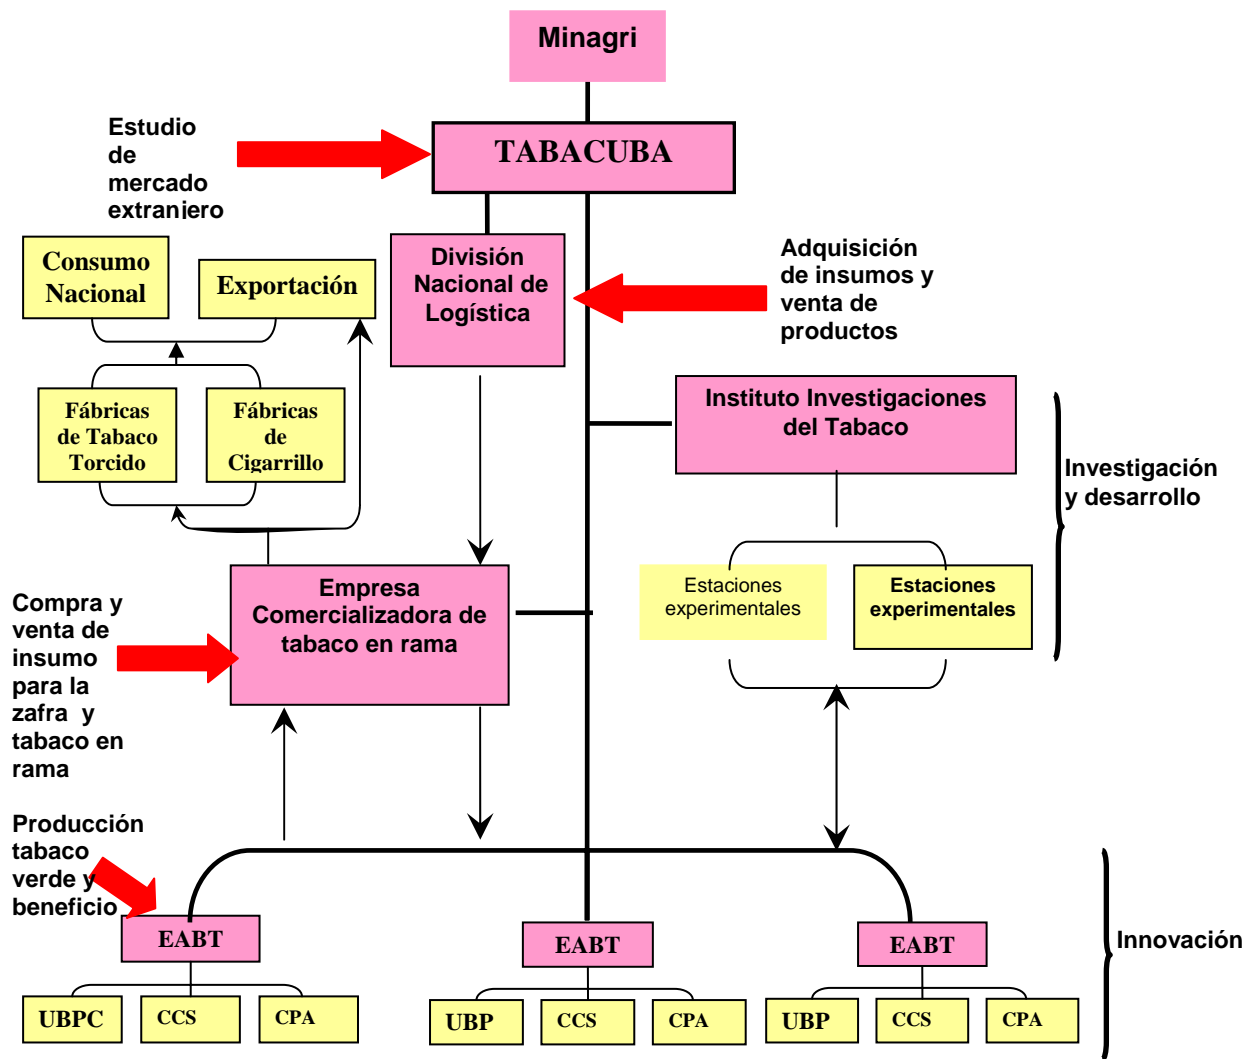 Minagri
Estudio
de
mercado
extranjero
TABACUBA
Consumo
Nacional
Exportación
División
Nacional de
Logística
Adquisición
de insumos y
venta de
productos
Fábricas
de Tabaco
Torcido
Fábricas
de
Cigarrillo
Instituto Investigaciones
del Tabaco
Investigación
y desarrollo
Compra y
venta de
insumo
para la
zafra y
tabaco en
rama
Empresa
Comercializadora de
tabaco en rama
Estaciones
experimentales
Estaciones
experimentales
Producción
tabaco
verde y
beneficio
EABT
EABT
EABT
Innovación
UBPC
CCS
CPA
UBP
CCS
CPA
UBP
CCS
CPA